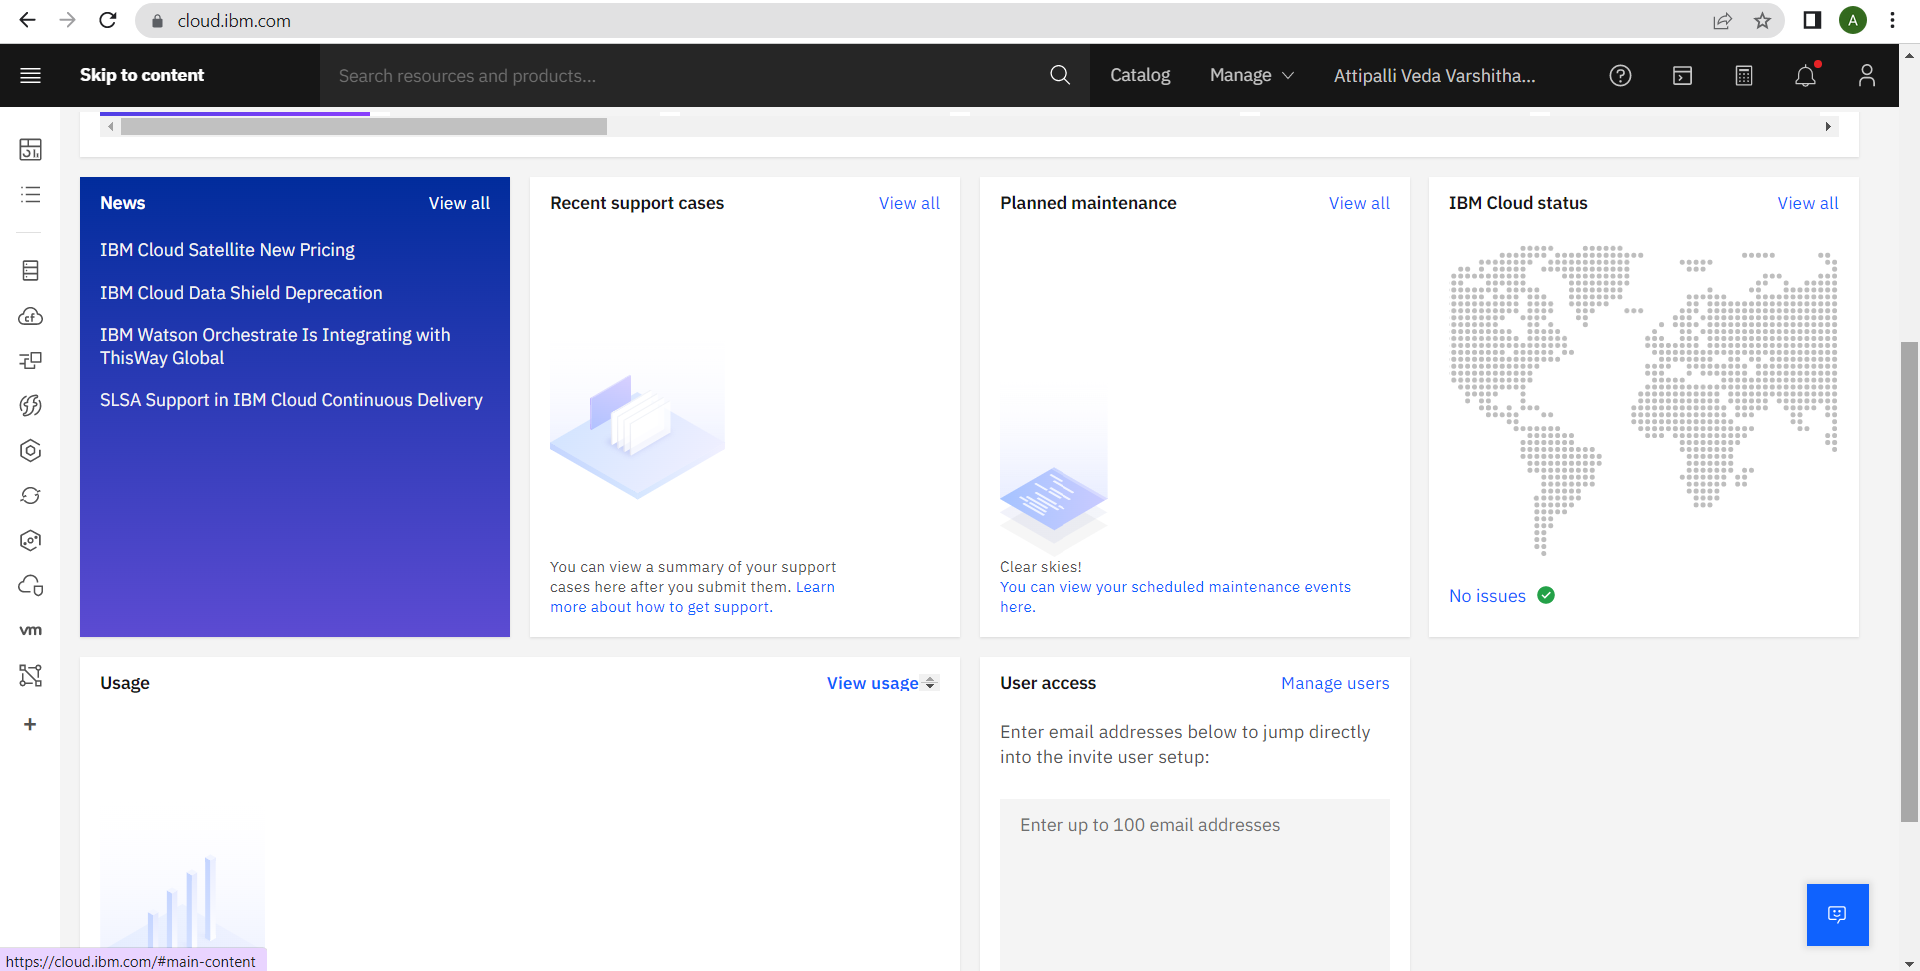 cloud.ibm.com
A
Skip to content
Search resources and products...
Catalog
Manage
Attipalli Veda Varshitha...
News
View all
IBM Cloud Satellite New Pricing
IBM Cloud Data Shield Deprecation
IBM Watson Orchestrate Is Integrating with
ThisWay Global
SLSA Support in IBM Cloud Continuous Delivery
Recent support cases
View all
You can view a summary of your support
cases here after you submit them. Learn
more about how to get support.
Planned maintenance
View all
Clear skies!
You can view your scheduled maintenance events
here.
IBM Cloud status
View all
No issues
cf
vm
Usage
View usage
User access
Manage users
Enter email addresses below to jump directly
into the invite user setup:
Enter up to 100 email addresses
https://cloud.ibm.com/#main-content